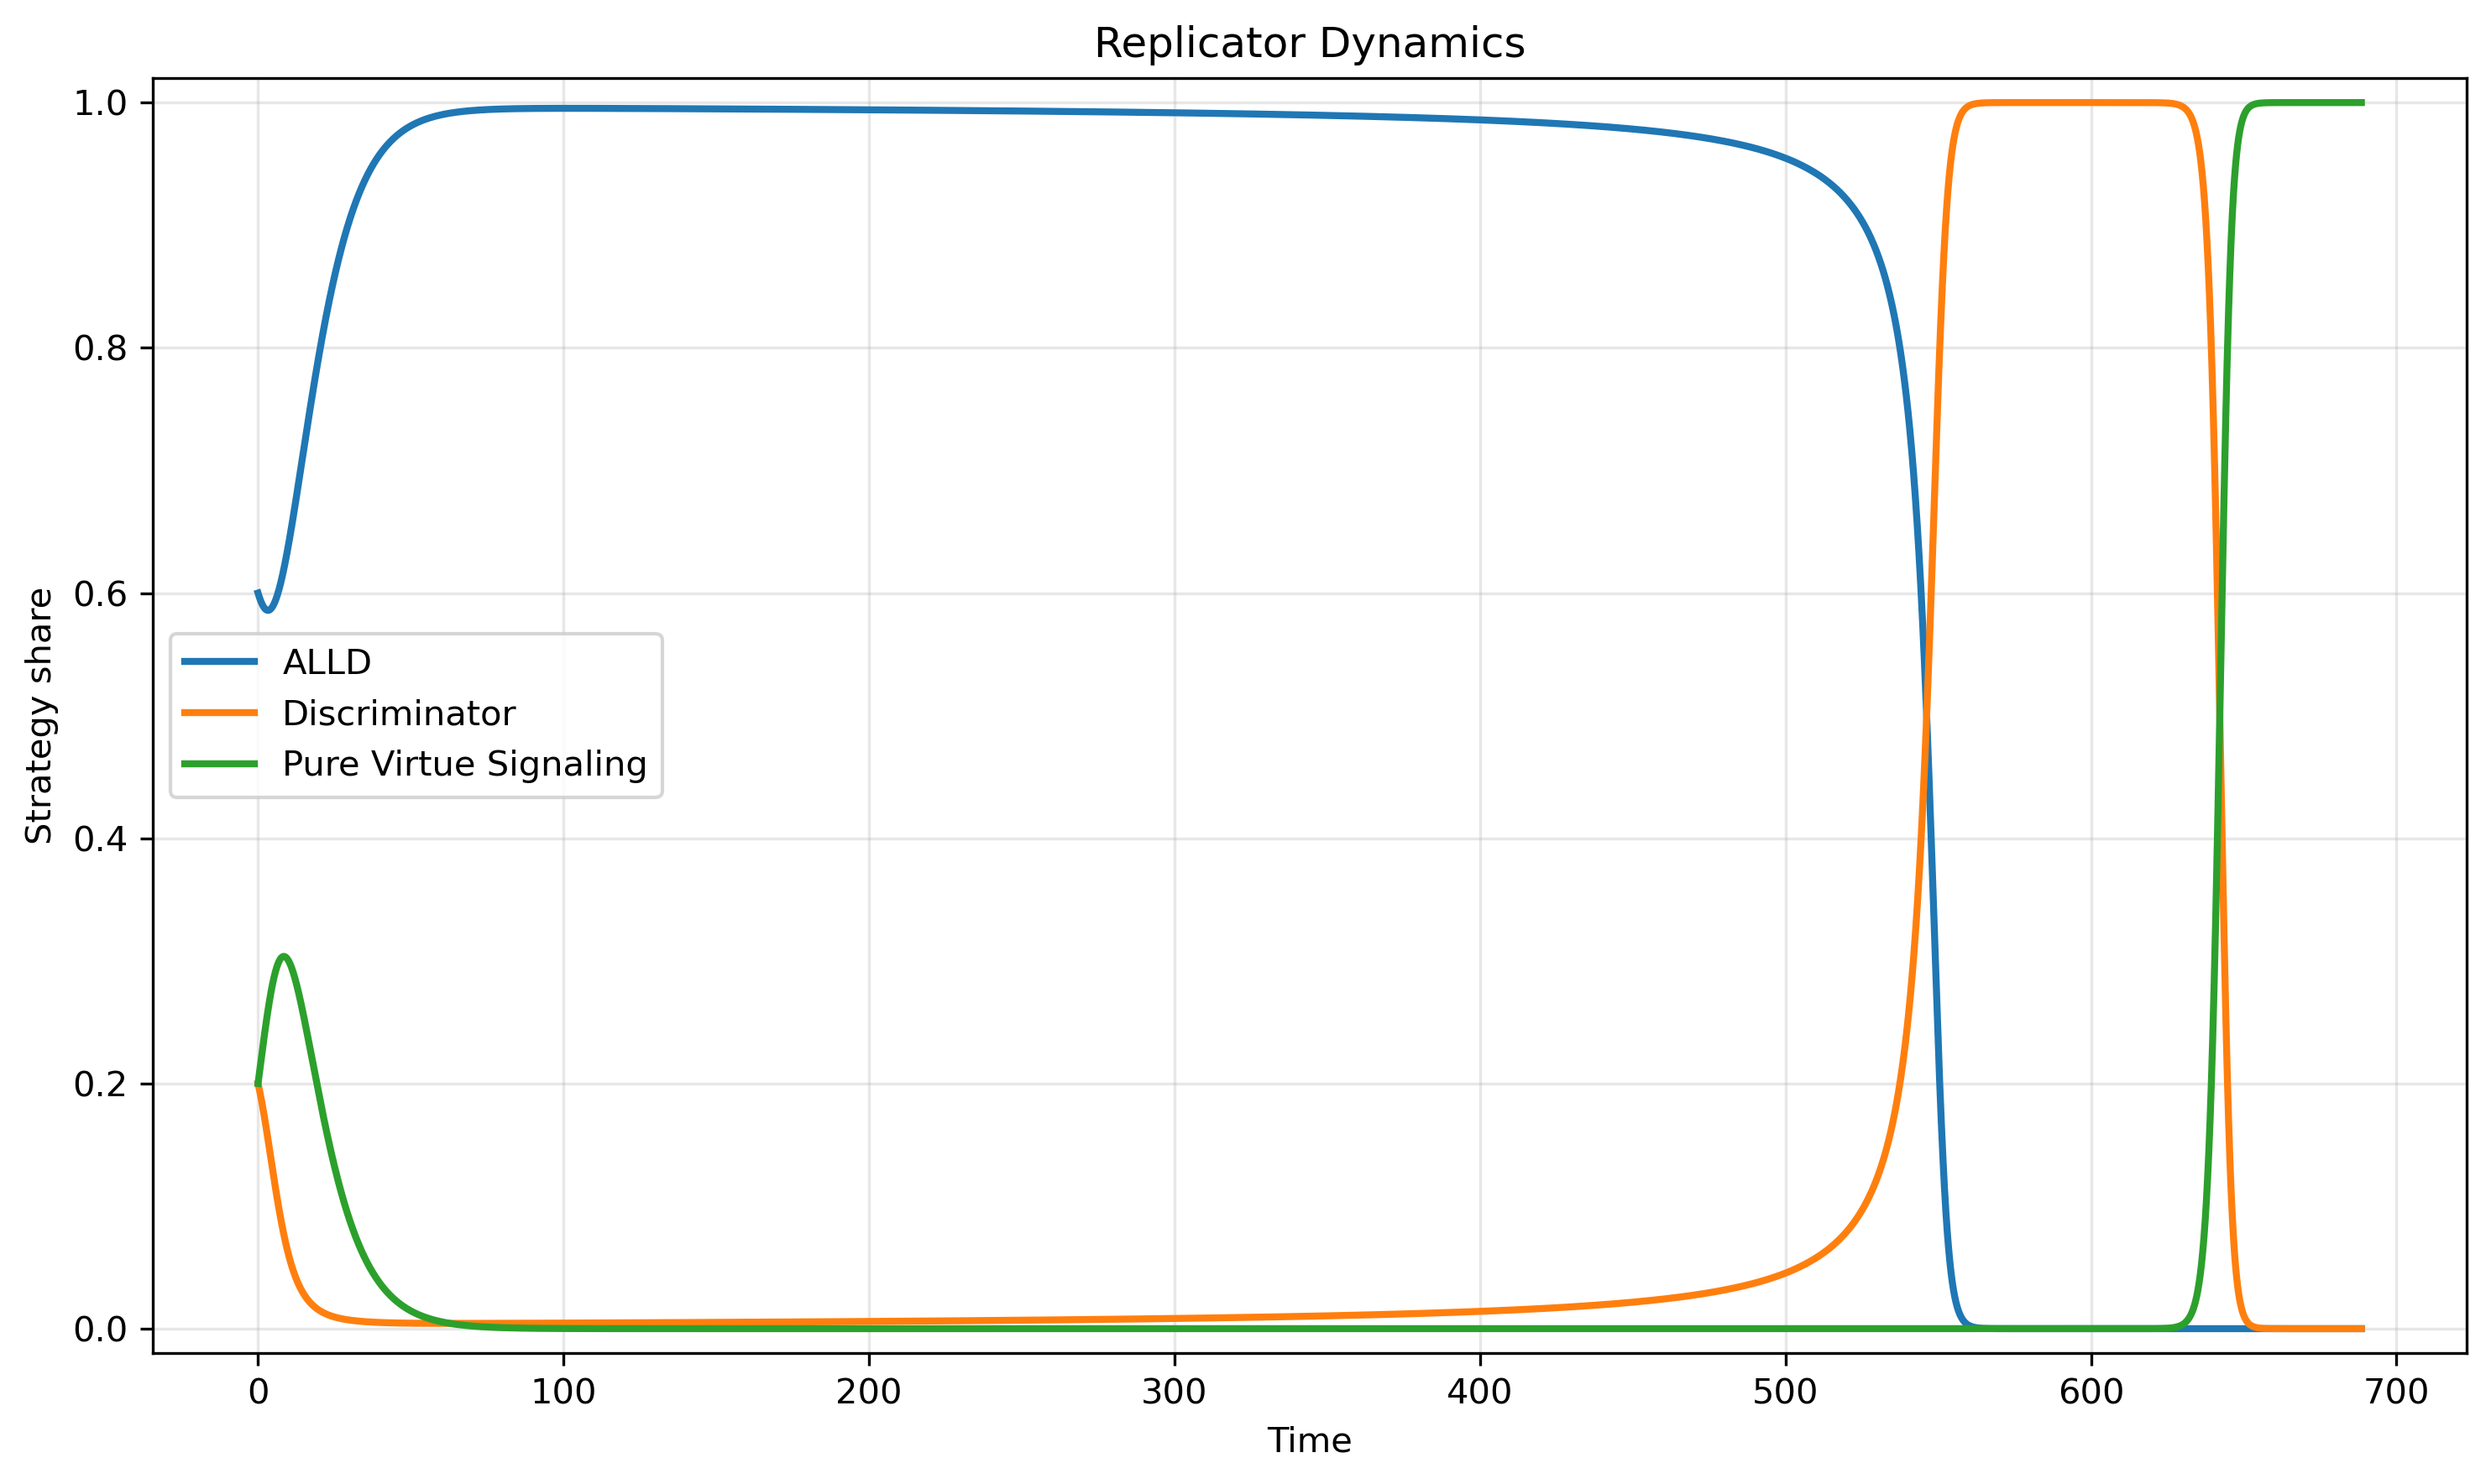 Replicator Dynamics
Strategy share
1.0
0.8
0.6
0.4
0.2
0.0
ALLD
Discriminator
Pure Virtue Signaling
0 100 200 300 400 500 600 700
Time